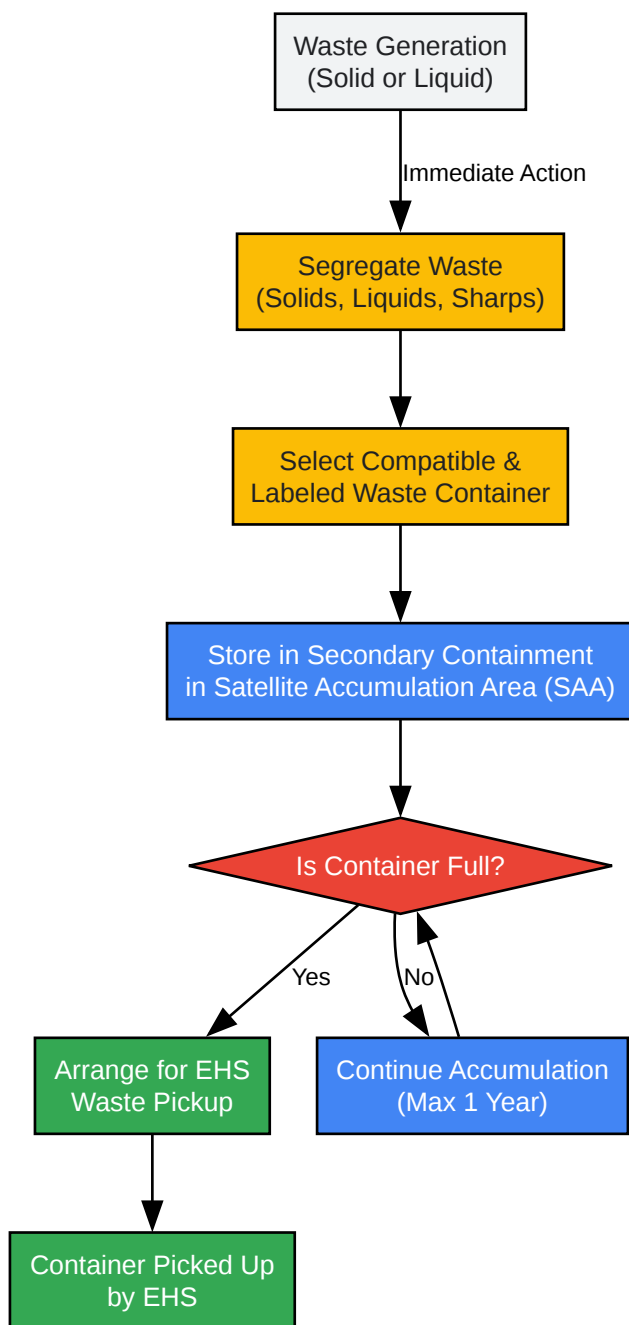 Waste Generation
(Solid or Liquid)
Immediate Action
Segregate Waste
(Solids, Liquids, Sharps)
Select Compatible &
Labeled Waste Container
Store in Secondary Containment
in Satellite Accumulation Area (SAA)
Is Container Full?
Yes
No
Arrange for EHS
Waste Pickup
Continue Accumulation
(Max 1 Year)
Container Picked Up
by EHS